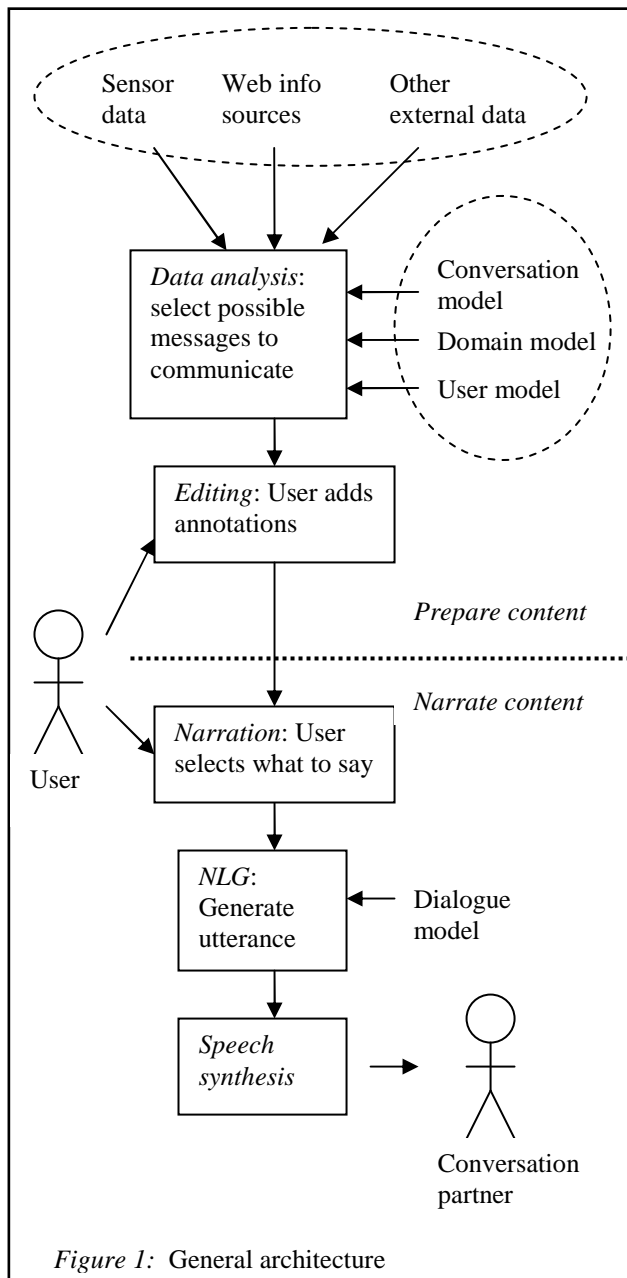 Sensor
data
Web info
sources
Other
external data
Data analysis:
select possible
messages to
communicate
Conversation
model
Domain model
User model
Editing: User adds
annotations
Prepare content
Narrate content
User
Narration: User
selects what to say
NLG:
Generate
utterance
Dialogue
model
Speech
synthesis
Conversation
partner
Figure 1: General architecture